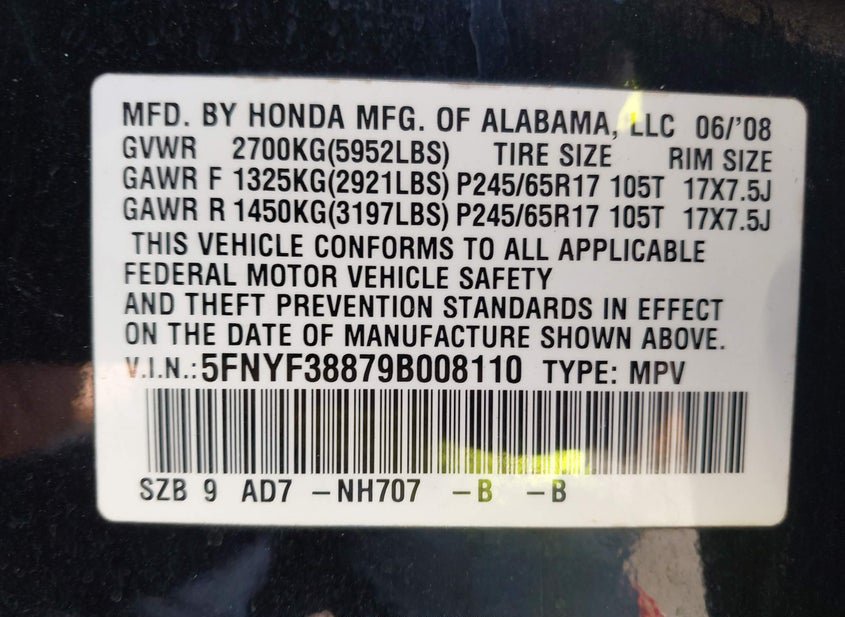 MFD. BY HONDA MFG. OF ALABAMA, LLC 06/'08
GVWR 2700KG(5952LBS) TIRE SIZE RIM SIZE
GAWR F 1325KG(2921LBS) P245/65R17 105T 17X7.5J
GAWR R 1450KG(3197LBS) P245/65R17 105T 17X7.5J
THIS VEHICLE CONFORMS TO ALL APPLICABLE
FEDERAL MOTOR VEHICLE SAFETY
AND THEFT PREVENTION STANDARDS IN EFFECT
ON THE DATE OF MANUFACTURE SHOWN ABOVE.
V.I.N.: 5FNYF38879B008110 TYPE: MPV
SZB 9 AD7 -NH707 -B -B